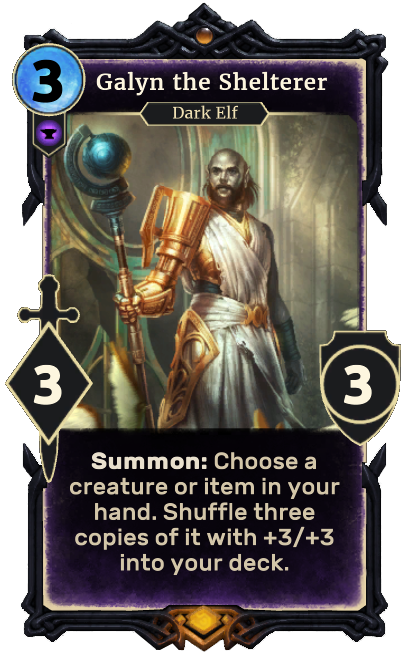 3
Galyn the Shelterer
Dark Elf
3
3
Summon: Choose a
creature or item in your
hand. Shuffle three
copies of it with +3/+3
into your deck.